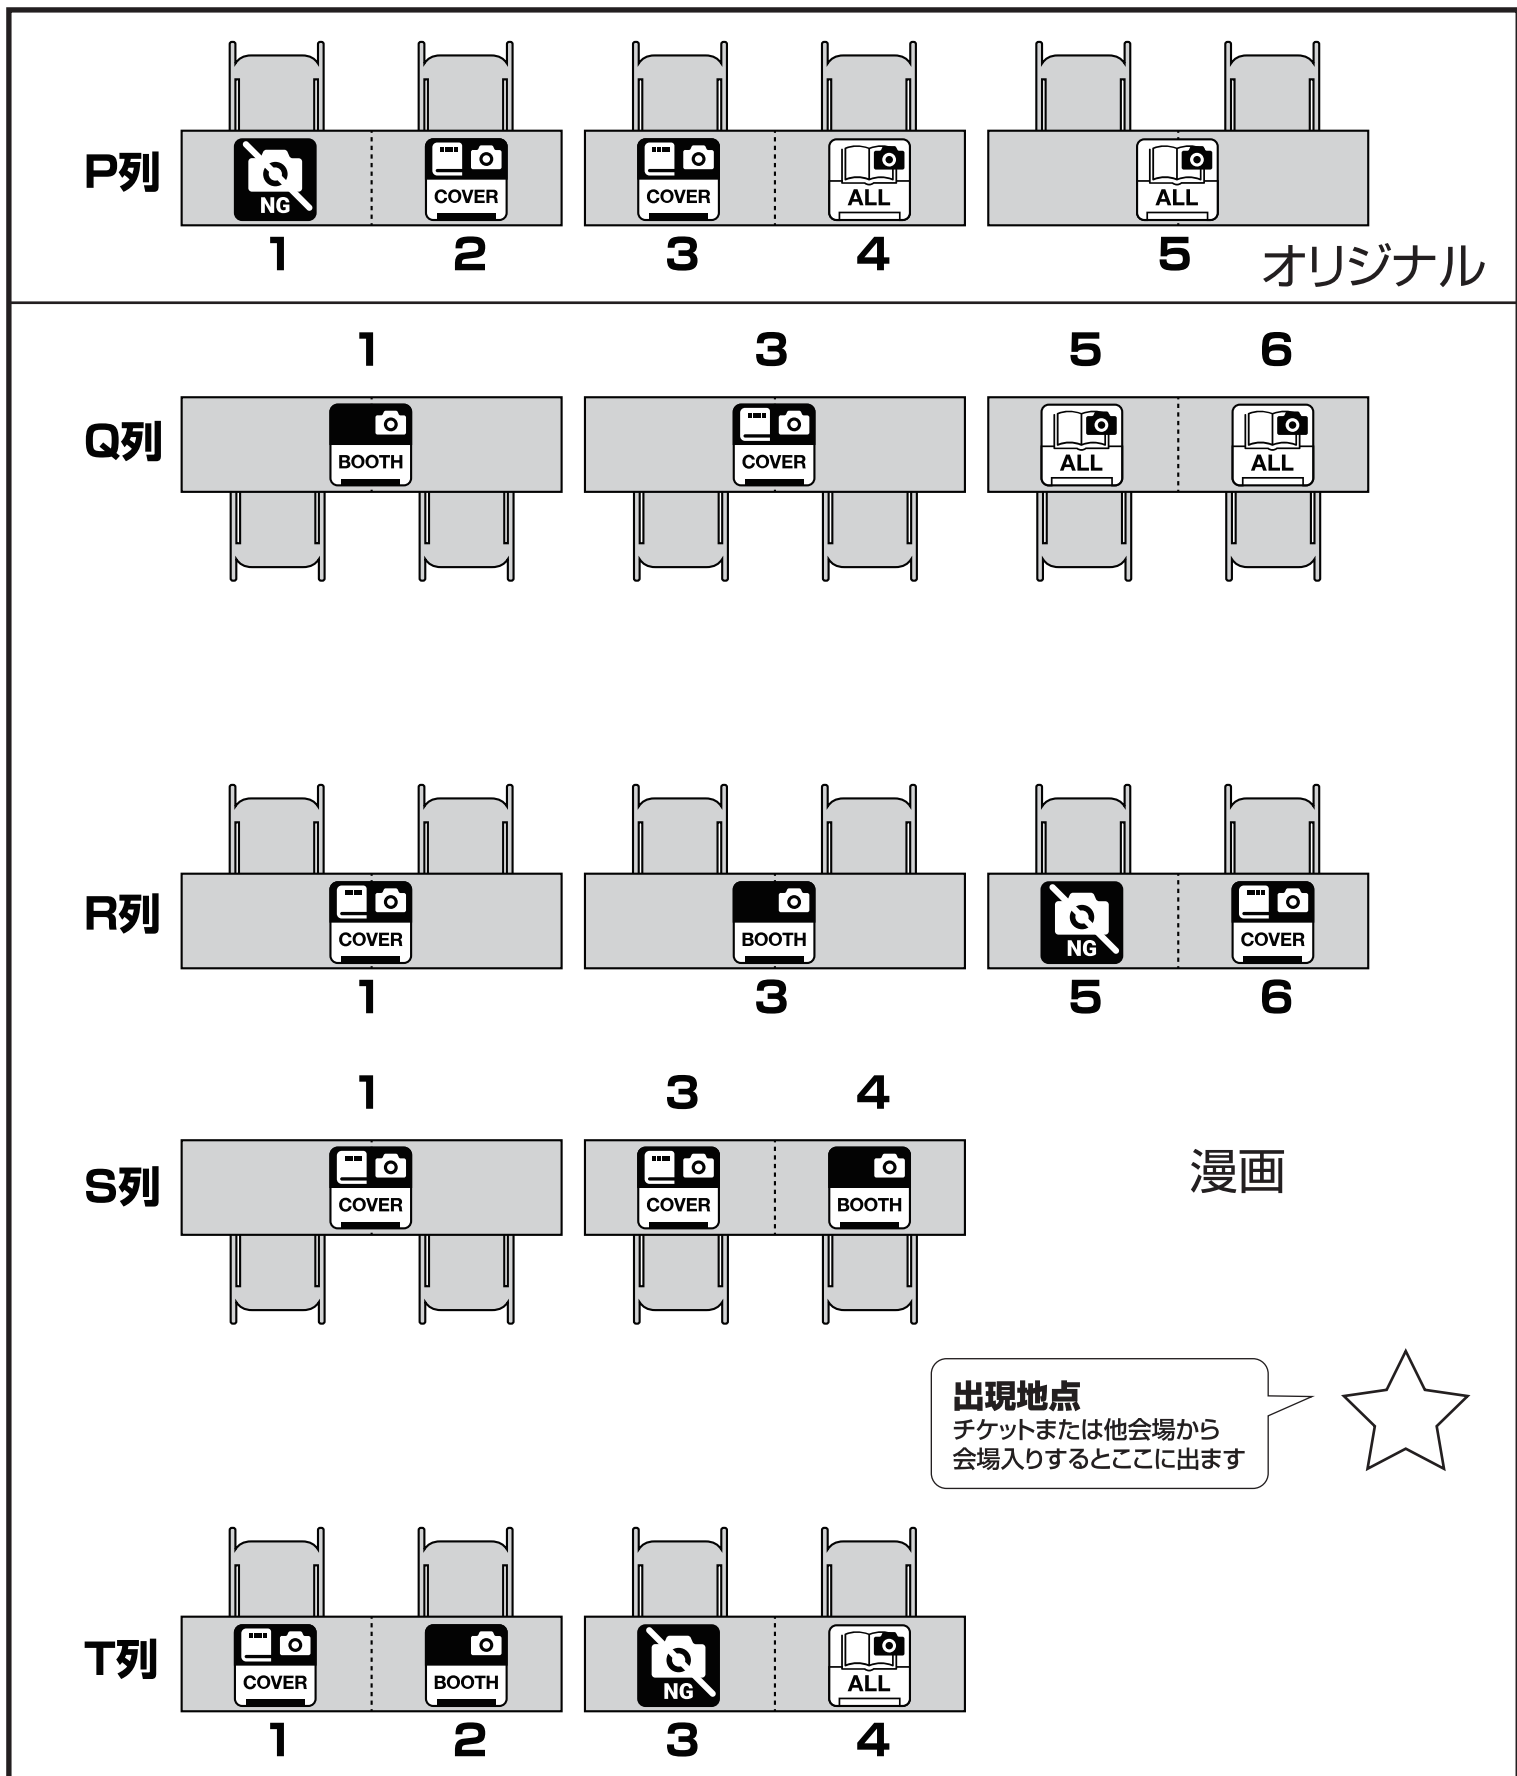 P列
NG
COVER
COVER
ALL
ALL
1 2 3 4 5
オリジナル
1 3 5 6
Q列
BOOTH
COVER
ALL
ALL
R列
COVER
BOOTH
NG
COVER
1 3 5 6
1 3 4
S列
COVER
COVER
BOOTH
漫画
出現地点
チケットまたは他会場から
会場入りするとここに出ます
T列
COVER
BOOTH
NG
ALL
1 2 3 4